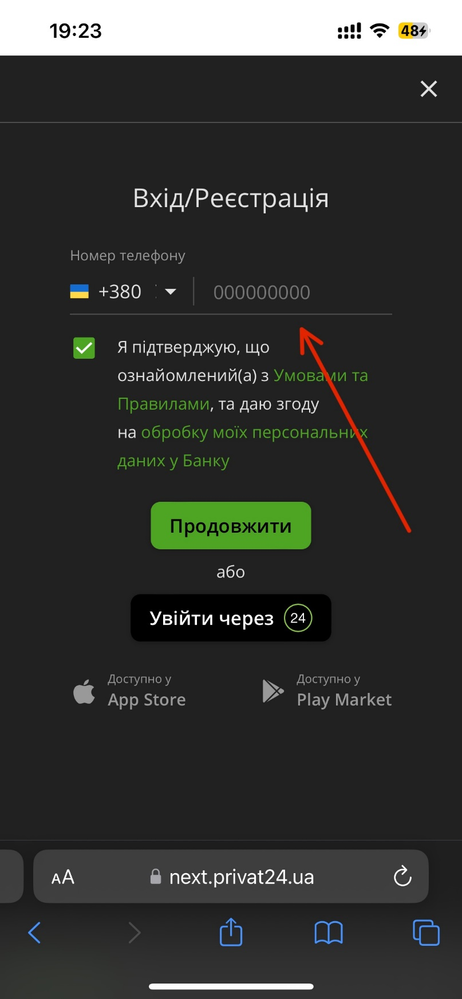 19:23
48
Вхід/Реєстрація
Номер телефону
+380
000000000
Я підтверджую, що
ознайомлений(а) з Умовами та
Правилами, та даю згоду
на обробку моїх персональних
даних у Банку
Продовжити
або
Увійти через 24
Доступно у
App Store
Доступно у
Play Market
AA
next.privat24.ua